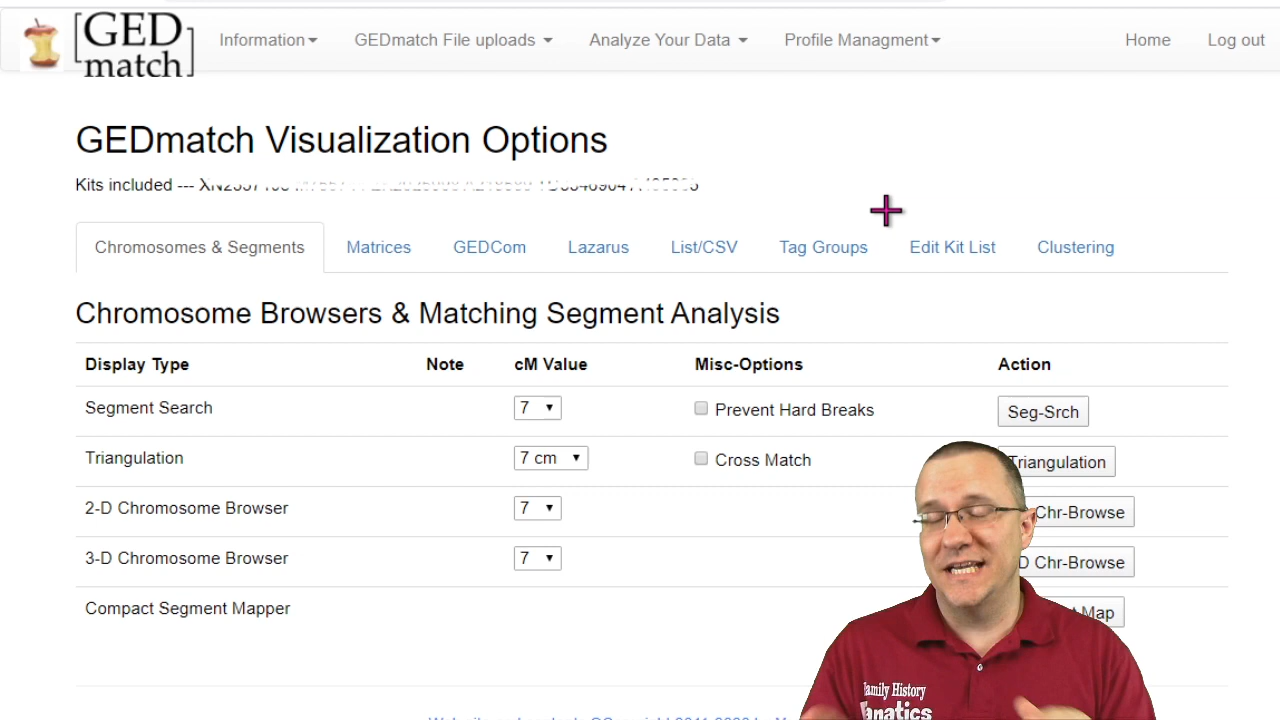 GED
match
Information GEDmatch File uploads Analyze Your Data Profile Managment Home Log out
GEDmatch Visualization Options
Kits included ---
Chromosomes & Segments Matrices GEDCom Lazarus List/CSV Tag Groups Edit Kit List Clustering
Chromosome Browsers & Matching Segment Analysis
Display Type Note cM Value Misc-Options Action
Segment Search 7 Prevent Hard Breaks Seg-Srch
Triangulation 7 cm Cross Match Triangulation
2-D Chromosome Browser 7 Chr-Browse
3-D Chromosome Browser 7 D Chr-Browse
Compact Segment Mapper Map
Family History
Fanatics